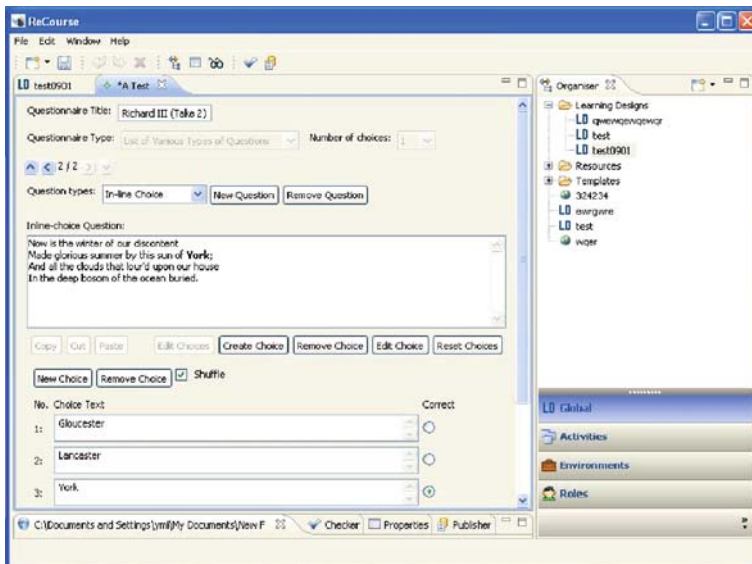 ReCourse
File Edit Window Help
LD test0901
*A Test
Questionnaire Title: Richard III (Take 2)
Questionnaire Type: List of Various Types of Questions Number of choices: 1
2 / 2
Question types: In-line Choice New Question Remove Question
Inline-choice Question:
Now is the winter of our discontent
Made glorious summer by this sun of York;
And all the clouds that lour'd upon our house
In the deep bosom of the ocean buried.
Copy Cut Paste Edit Choices Create Choice Remove Choice Edit Choice Reset Choices
New Choice Remove Choice Shuffle
No. Choice Text Correct
1: Gloucester
2: Lancaster
3: York
C:\Documents and Settings\yml\My Documents\New F Checker Properties Publisher
Organiser
Learning Designs
LD qwewqewqewqr
LD test
LD test0901
Resources
Templates
324234
LD ewrgwre
LD test
wqer
LD Global
Activities
Environments
Roles